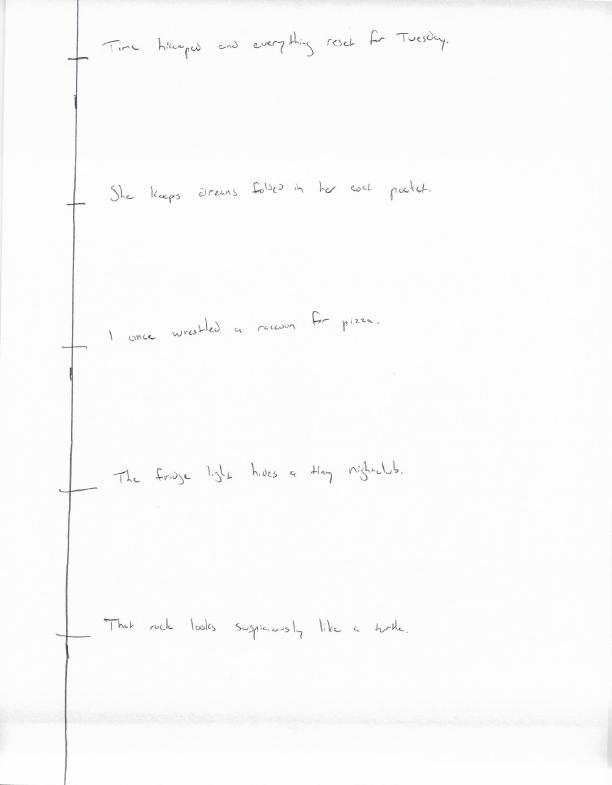 Time hiccuped and everything reset for Tuesday.
She keeps dreams folded in her coat pocket.
I once wrestled a raccoon for pizza.
The fridge light hides a tiny nightclub.
That rock looks suspiciously like a turtle.